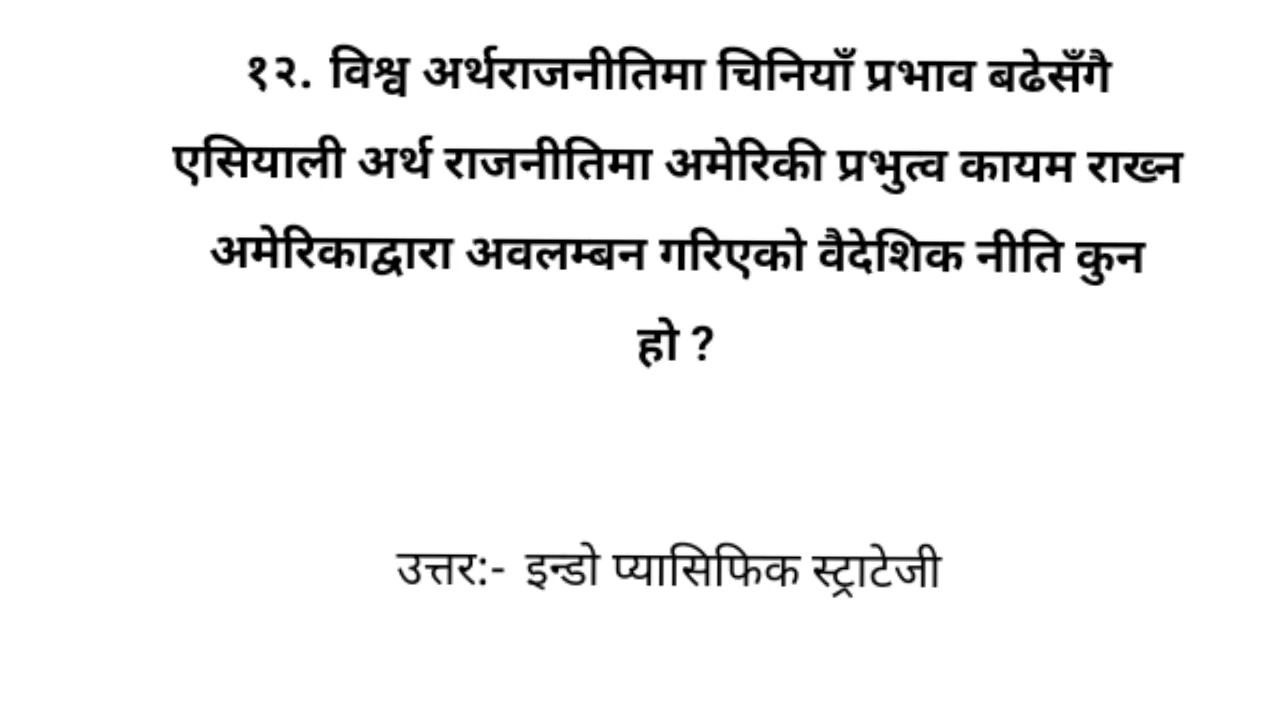 १२. विश्व अर्थराजनीतिमा चिनियाँ प्रभाव बढेसँगै
एसियाली अर्थ राजनीतिमा अमेरिकी प्रभुत्व कायम राख्न
अमेरिकाद्वारा अवलम्बन गरिएको वैदेशिक नीति कुन
हो ?
उत्तर:- इन्डो प्यासिफिक स्ट्राटेजी